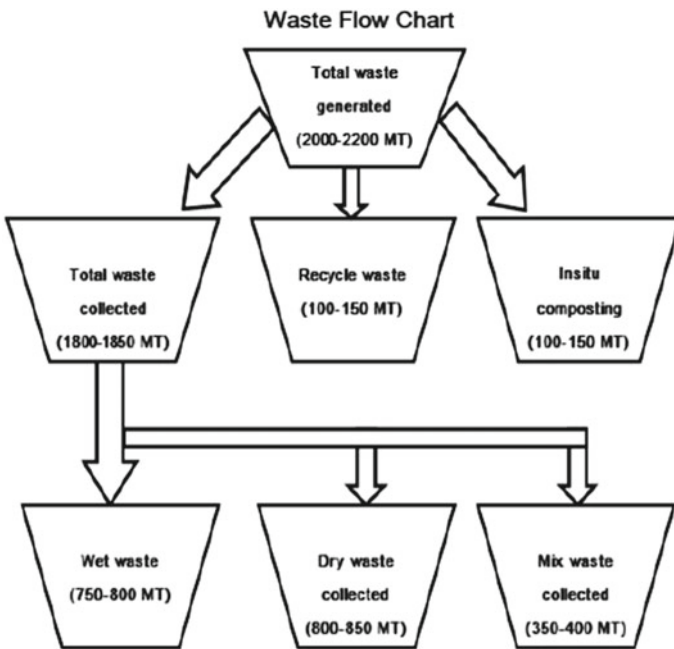 Waste Flow Chart
Total waste
generated
(2000-2200 MT)
Total waste
collected
(1800-1850 MT)
Recycle waste
(100-150 MT)
Insitu
composting
(100-150 MT)
Wet waste
(750-800 MT)
Dry waste
collected
(800-850 MT)
Mix waste
collected
(350-400 MT)